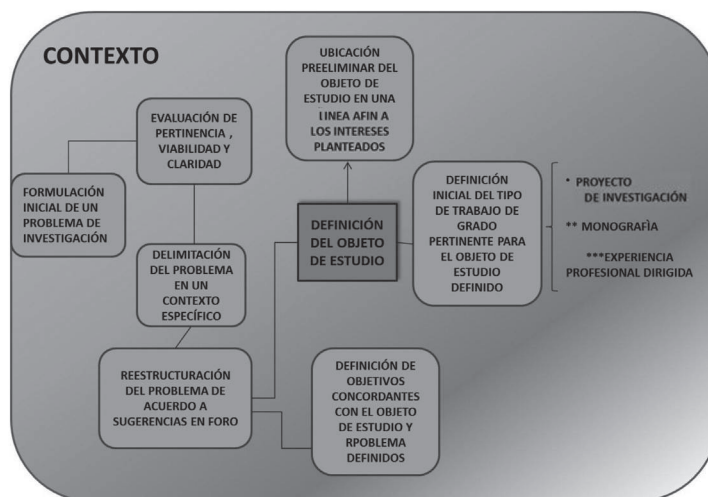 CONTEXTO
UBICACIÓN
PREELIMINAR DEL
OBJETO DE
ESTUDIO EN UNA
LINEA AFIN A
LOS INTERESES
PLANTEADOS
EVALUACIÓN DE
PERTINENCIA ,
VIABILIDAD Y
CLARIDAD
FORMULACIÓN
INICIAL DE UN
PROBLEMA DE
INVESTIGACIÓN
DELIMITACIÓN
DEL PROBLEMA
EN UN
CONTEXTO
ESPECÍFICO
REESTRUCTURACIÓN
DEL PROBLEMA DE
ACUERDO A
SUGERENCIAS EN FORO
DEFINICIÓN
DEL OBJETO
DE ESTUDIO
DEFINICIÓN
INICIAL DEL TIPO
DE TRABAJO DE
GRADO
PERTINENTE PARA
EL OBJETO DE
ESTUDIO
DEFINIDO
* PROYECTO
DE INVESTIGACIÓN
** MONOGRAFÌA
***EXPERIENCIA
PROFESIONAL DIRIGIDA
DEFINICIÓN DE
OBJETIVOS
CONCORDANTES
CON EL OBJETO
DE ESTUDIO Y
RPOBLEMA
DEFINIDOS